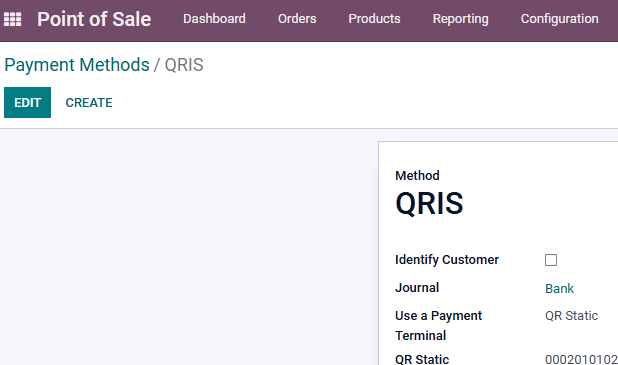 Point of Sale Dashboard Orders Products Reporting Configuration
Payment Methods / QRIS
EDIT CREATE
Method
QRIS
Identify Customer
Journal Bank
Use a Payment QR Static
Terminal
QR Static 0002010102